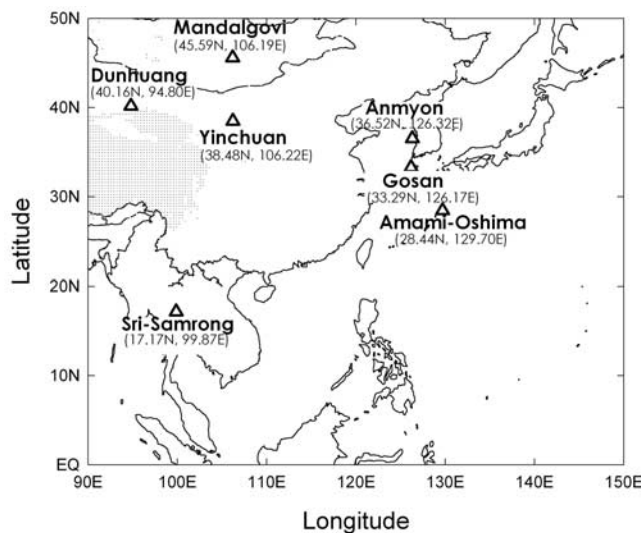 50N
Mandalgovi
(45.59N, 106.19E)
Dunhuang
(40.16N, 94.80E)
40N
Anmyon
(36.52N, 126.32E)
Yinchuan
(38.48N, 106.22E)
30N
Gosan
(33.29N, 126.17E)
Amami-Oshima
(28.44N, 129.70E)
20N
Sri-Samrong
(17.17N, 99.87E)
10N
EQ
90E 100E 110E 120E 130E 140E 150E
Latitude
Longitude